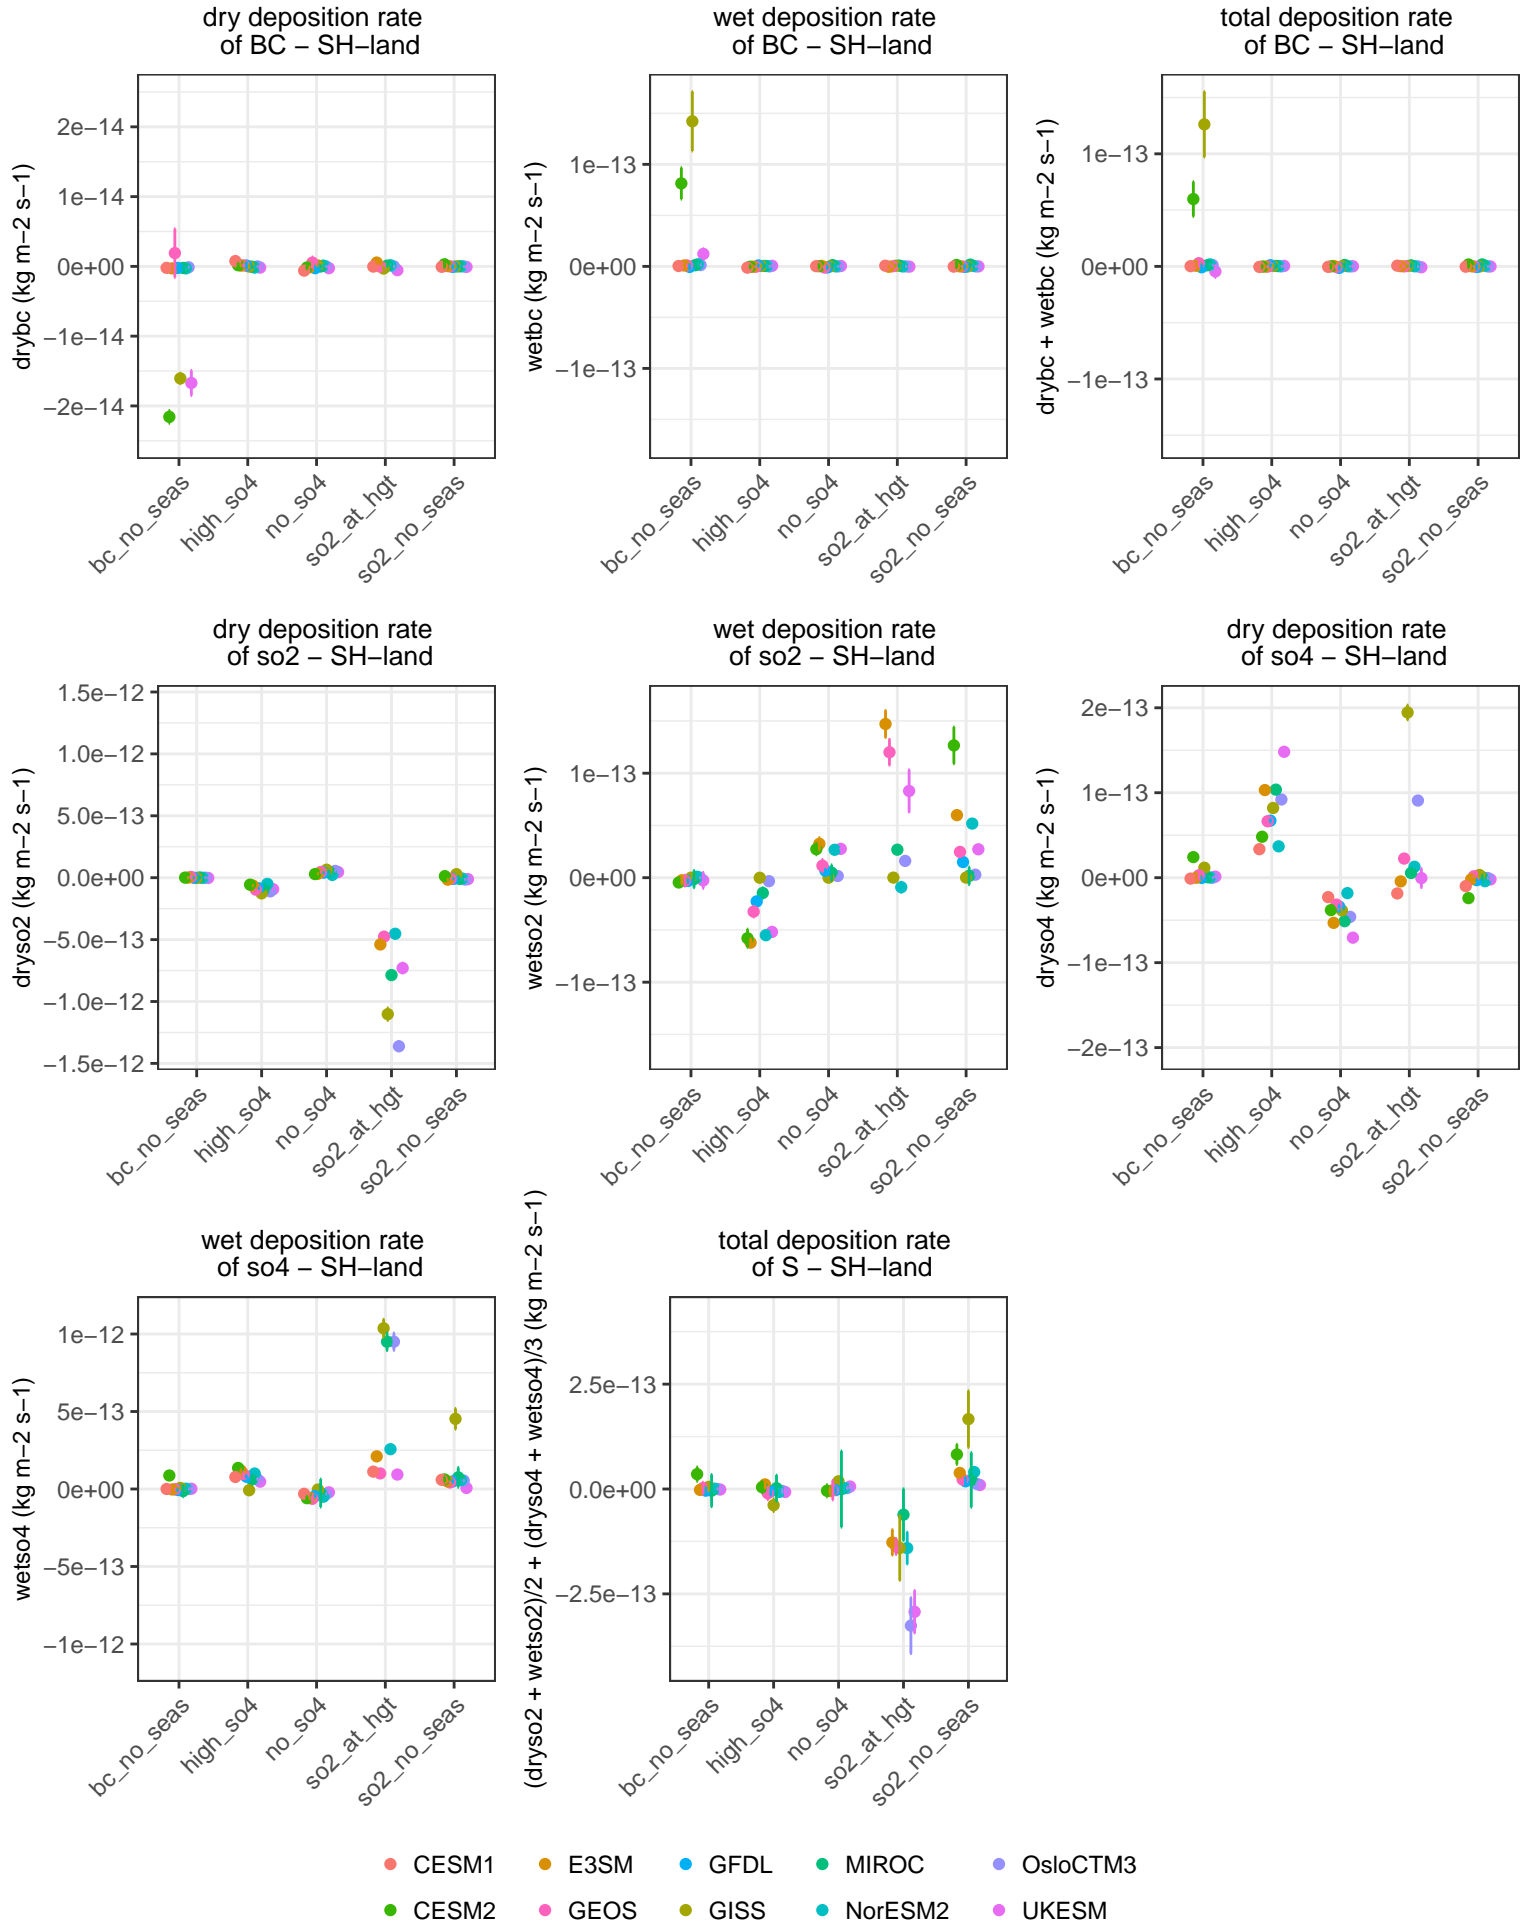 dry deposition rate
of BC − SH−land
drybc (kg m−2 s−1)
2e−14
1e−14
0e+00
−1e−14
−2e−14
bc_no_seas
high_so4
no_so4
so2_at_hgt
so2_no_seas
wet deposition rate
of BC − SH−land
wetbc (kg m−2 s−1)
1e−13
0e+00
−1e−13
bc_no_seas
high_so4
no_so4
so2_at_hgt
so2_no_seas
total deposition rate
of BC − SH−land
drybc + wetbc (kg m−2 s−1)
1e−13
0e+00
−1e−13
bc_no_seas
high_so4
no_so4
so2_at_hgt
so2_no_seas
dry deposition rate
of so2 − SH−land
dryso2 (kg m−2 s−1)
1.5e−12
1.0e−12
5.0e−13
0.0e+00
−5.0e−13
−1.0e−12
−1.5e−12
bc_no_seas
high_so4
no_so4
so2_at_hgt
so2_no_seas
wet deposition rate
of so2 − SH−land
wetso2 (kg m−2 s−1)
1e−13
0e+00
−1e−13
bc_no_seas
high_so4
no_so4
so2_at_hgt
so2_no_seas
dry deposition rate
of so4 − SH−land
dryso4 (kg m−2 s−1)
2e−13
1e−13
0e+00
−1e−13
−2e−13
bc_no_seas
high_so4
no_so4
so2_at_hgt
so2_no_seas
wet deposition rate
of so4 − SH−land
wetso4 (kg m−2 s−1)
1e−12
5e−13
0e+00
−5e−13
−1e−12
bc_no_seas
high_so4
no_so4
so2_at_hgt
so2_no_seas
total deposition rate
of S − SH−land
(dryso2 + wetso2)/2 + (dryso4 + wetso4)/3 (kg m−2 s−1)
2.5e−13
0.0e+00
−2.5e−13
bc_no_seas
high_so4
no_so4
so2_at_hgt
so2_no_seas
CESM1 E3SM GFDL MIROC OsloCTM3
CESM2 GEOS GISS NorESM2 UKESM